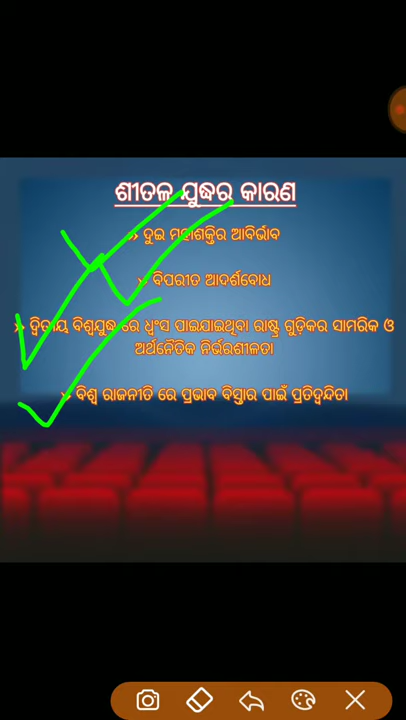 ଶୀତଳ ଯୁଦ୍ଧର କାରଣ
» ଦୁଇ ମହାଶକ୍ତିର ଆବିର୍ଭାବ
» ବିପରୀତ ଆଦର୍ଶବୋଧ
» ଦ୍ୱିତୀୟ ବିଶ୍ୱଯୁଦ୍ଧ ରେ ଧ୍ୱଂସ ପାଇଯାଇଥିବା ରାଷ୍ଟ୍ର ଗୁଡ଼ିକର ସାମରିକ ଓ
ଅର୍ଥନୈତିକ ନିର୍ଭରଶୀଳତା
» ବିଶ୍ୱ ରାଜନୀତି ରେ ପ୍ରଭାବ ବିସ୍ତାର ପାଇଁ ପ୍ରତିଦ୍ୱନ୍ଦିତା